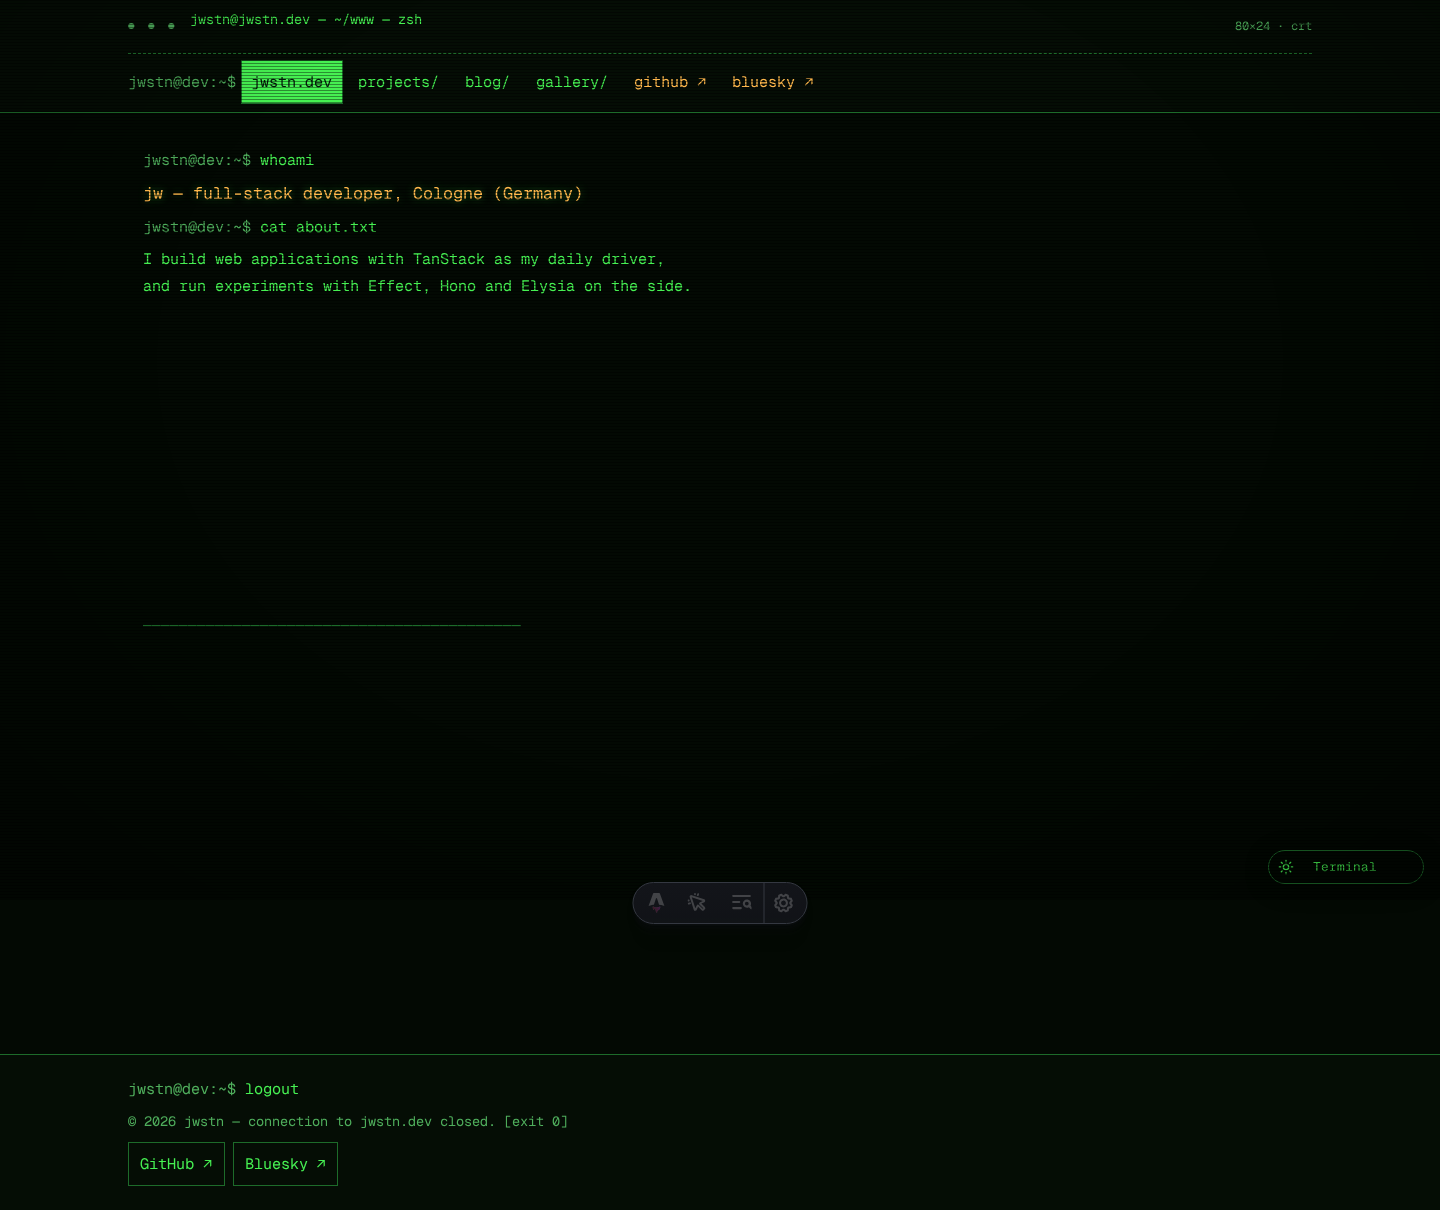 jwstn@jwstn.dev — ~/www — zsh
80×24 · crt
jwstn@dev:~$ jwstn.dev projects/ blog/ gallery/ github ↗ bluesky ↗
jwstn@dev:~$ whoami
jw — full-stack developer, Cologne (Germany)
jwstn@dev:~$ cat about.txt
I build web applications with TanStack as my daily driver,
and run experiments with Effect, Hono and Elysia on the side.
Terminal
jwstn@dev:~$ logout
© 2026 jwstn — connection to jwstn.dev closed. [exit 0]
GitHub ↗ Bluesky ↗